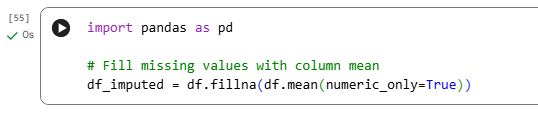 [55]
0s
import pandas as pd
# Fill missing values with column mean
df_imputed = df.fillna(df.mean(numeric_only=True))